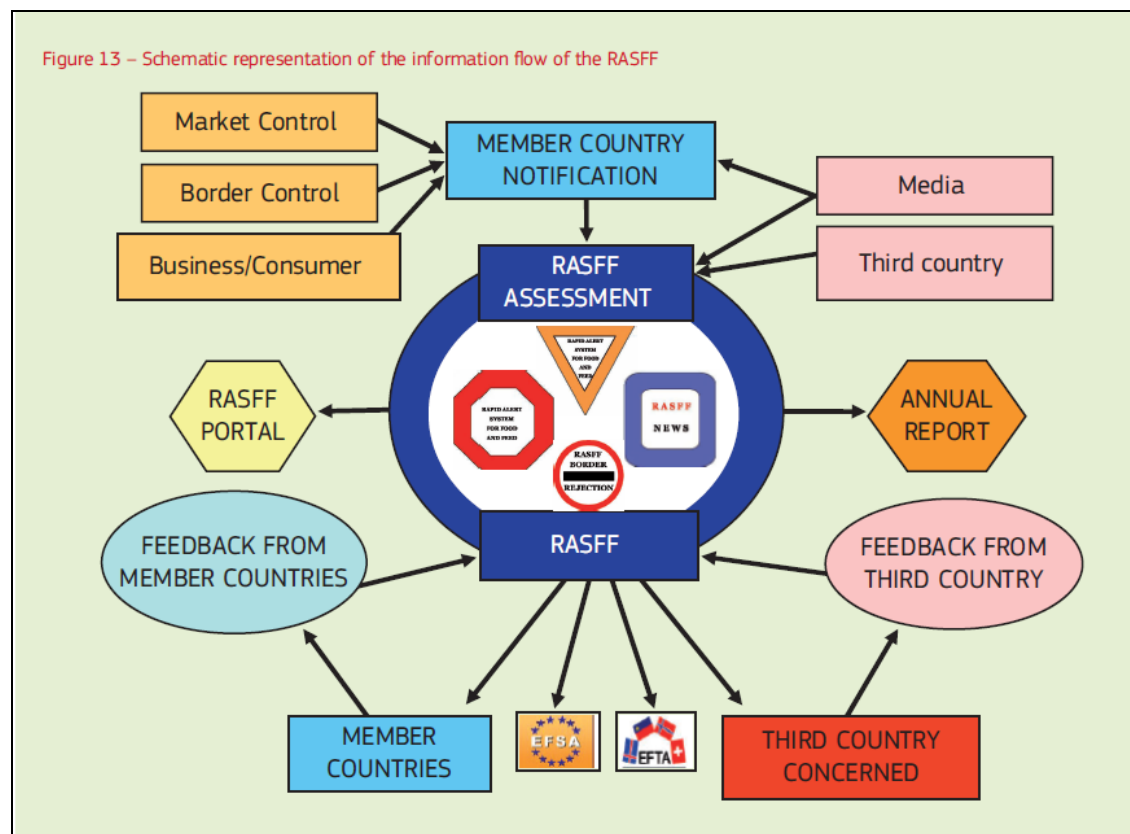 Figure 13 – Schematic representation of the information flow of the RASFF
Market Control
Border Control
Business/Consumer
MEMBER COUNTRY
NOTIFICATION
Media
Third country
RASFF
ASSESSMENT
RAPID ALERT
SYSTEM
FOR FOOD
AND
FEED
RAPID ALERT
SYSTEM
FOR FOOD
AND FEED
RASFF
NEWS
RASFF
BORDER
REJECTION
RASFF
PORTAL
ANNUAL
REPORT
FEEDBACK FROM
MEMBER COUNTRIES
RASFF
FEEDBACK FROM
THIRD COUNTRY
MEMBER
COUNTRIES
EFSA
EFTA
THIRD COUNTRY
CONCERNED